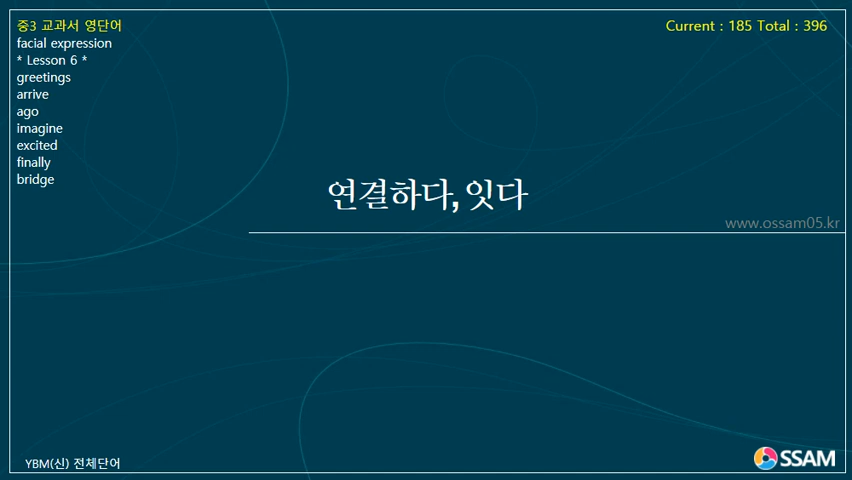 중3 교과서 영단어
Current : 185 Total : 396
facial expression
* Lesson 6 *
greetings
arrive
ago
imagine
excited
finally
bridge
연결하다, 잇다
www.ossam05.kr
YBM(신) 전체단어
OSSAM